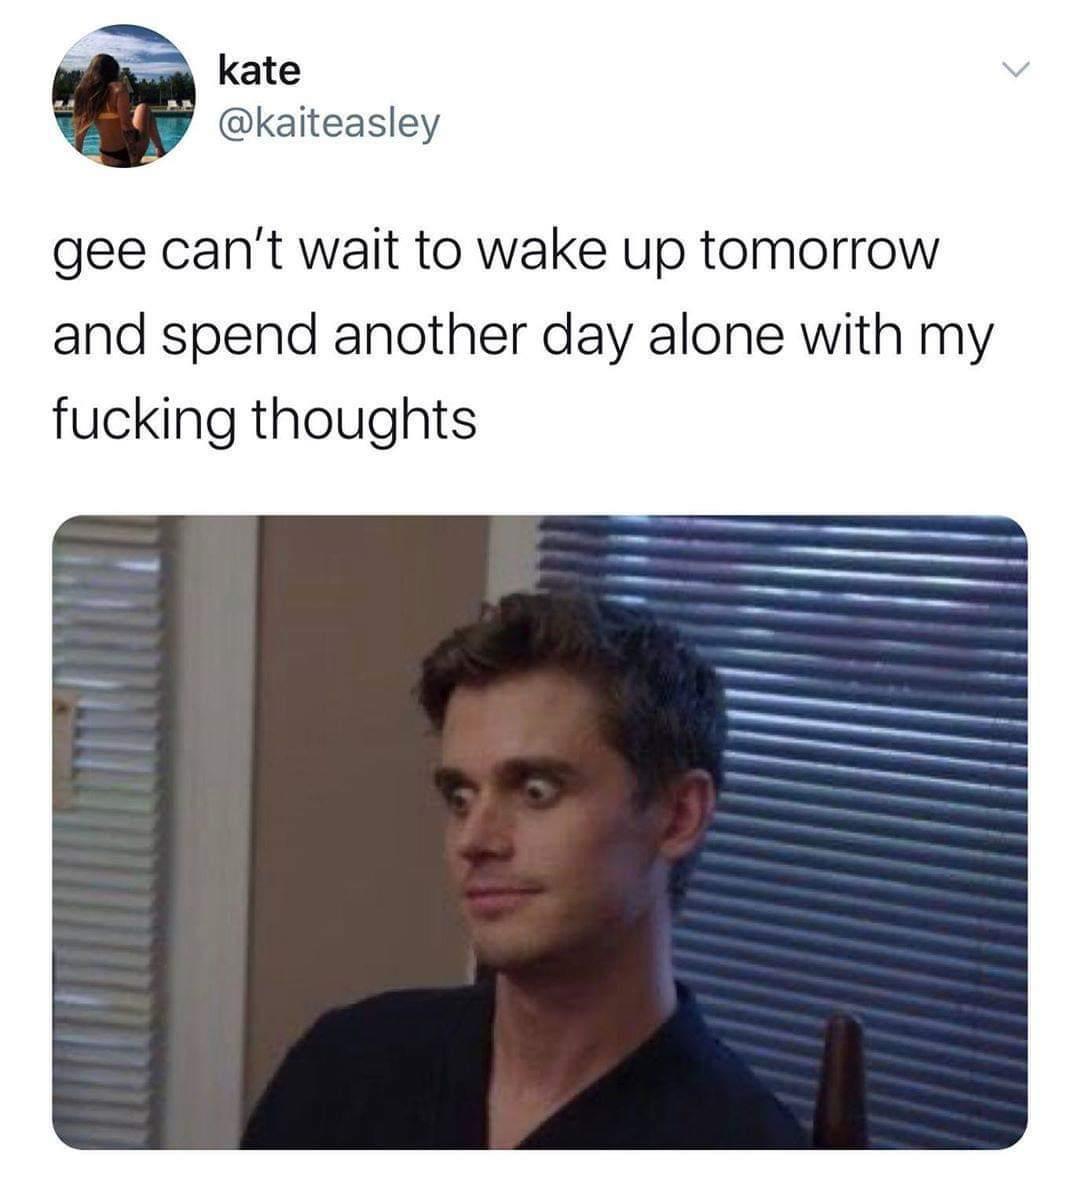 kate
@kaiteasley
gee can't wait to wake up tomorrow
and spend another day alone with my
fucking thoughts